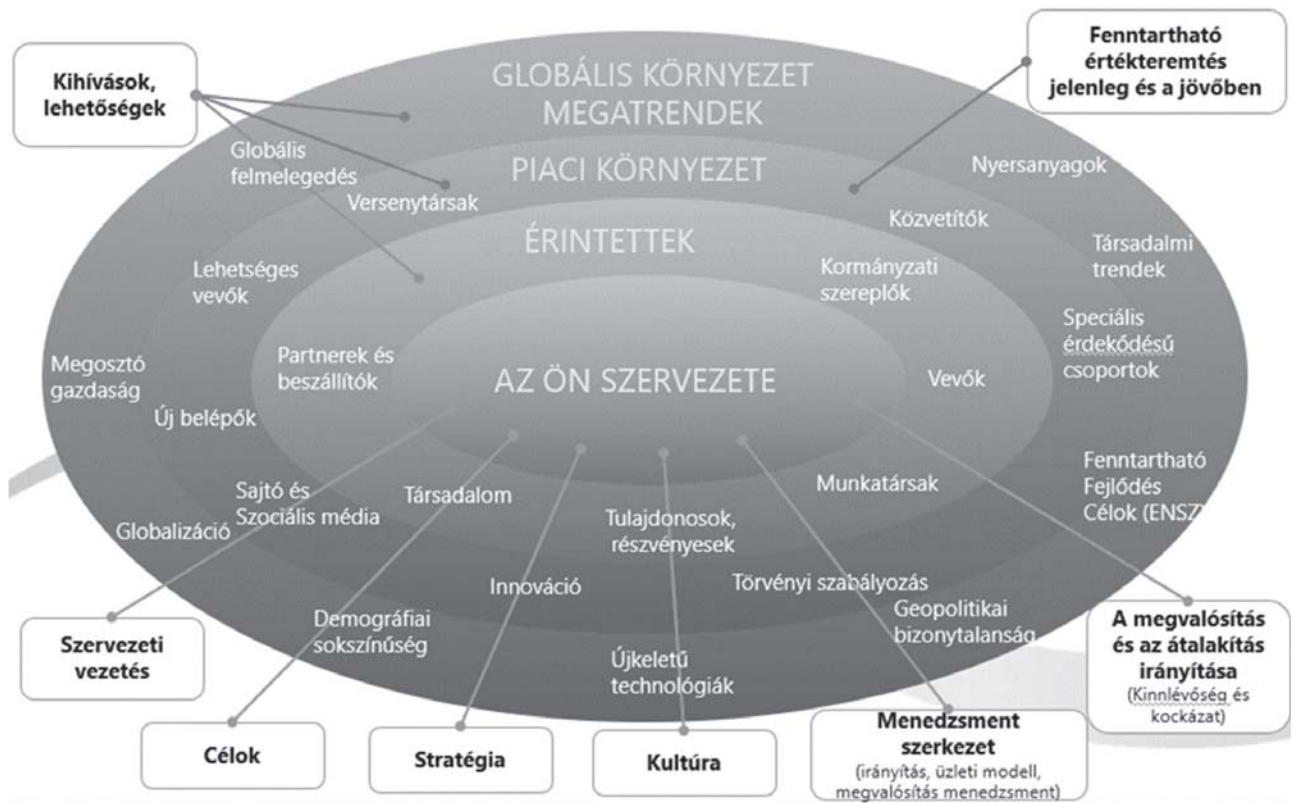 Kihívások,
lehetőségek
GLOBÁLIS KÖRNYEZET
MEGATRENDEK
Fenntartható
értékteremtés
jelenleg és a jövőben
Globális
felmelegedés
PIACI KÖRNYEZET
Nyersanyagok
Versenytársak
Közvetítők
ÉRINTETTEK
Társadalmi
trendek
Lehetséges
vevők
Kormányzati
szereplők
Speciális
érdekődésű
csoportok
Megosztó
gazdaság
Partnerek és
beszállítók
AZ ÖN SZERVEZETE
Vevők
Új belépők
Fenntartható
Fejlődés
Célok (ENSZ)
Sajtó és
Szociális média
Társadalom
Munkatársak
Globalizáció
Tulajdonosok,
részvényesek
Innováció
Törvényi szabályozás
Demográfiai
sokszínűség
Geopolitikai
bizonytalanság
Újkeletű
technológiák
Szervezeti
vezetés
A megvalósítás
és az átalakítás
irányítása
(Kinnlévőség és
kockázat)
Célok
Stratégia
Kultúra
Menedzsment
szerkezet
(irányítás, üzleti modell,
megvalósítás menedzsment)